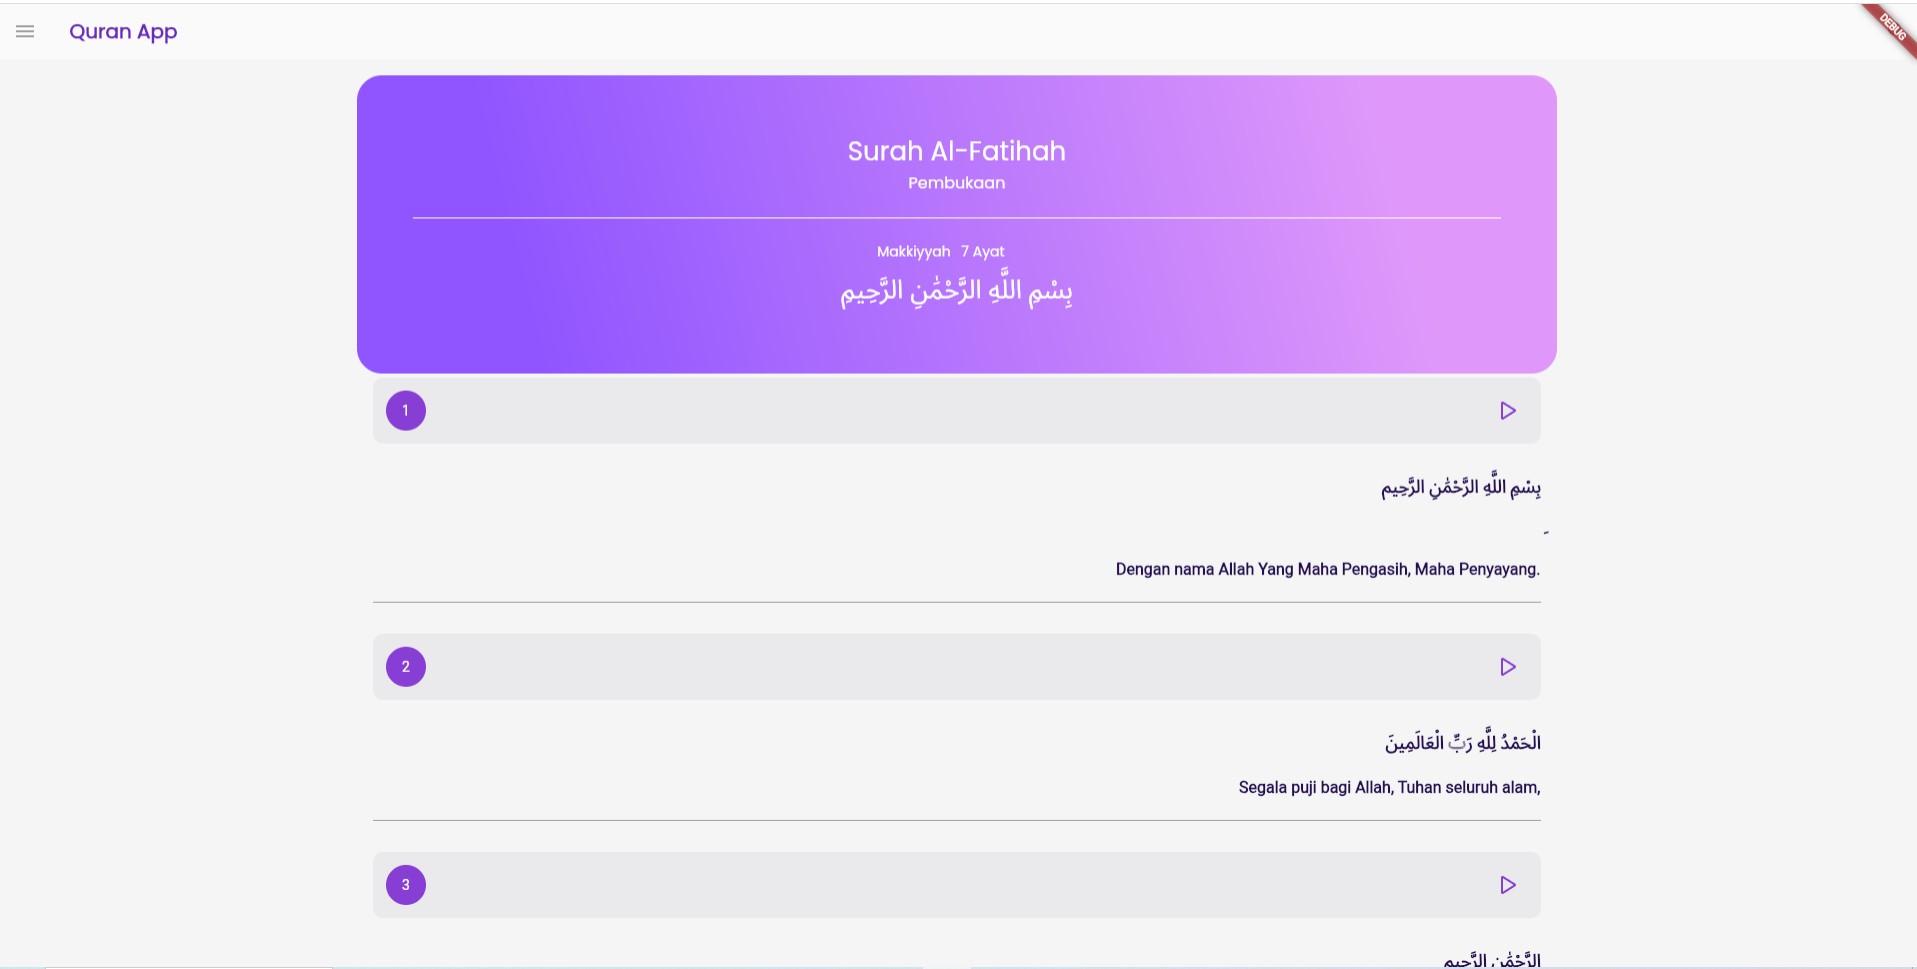 Quran App
DEBUG
Surah Al-Fatihah
Pembukaan
Makkiyyah 7 Ayat
بِسْمِ اللَّهِ الرَّحْمَٰنِ الرَّحِيمِ
1
بِسْمِ اللَّهِ الرَّحْمَٰنِ الرَّحِيم
Dengan nama Allah Yang Maha Pengasih, Maha Penyayang.
2
الْحَمْدُ لِلَّهِ رَبِّ الْعَالَمِينَ
Segala puji bagi Allah, Tuhan seluruh alam,
3
الرَّحْمَٰنِ الرَّحِيمِ